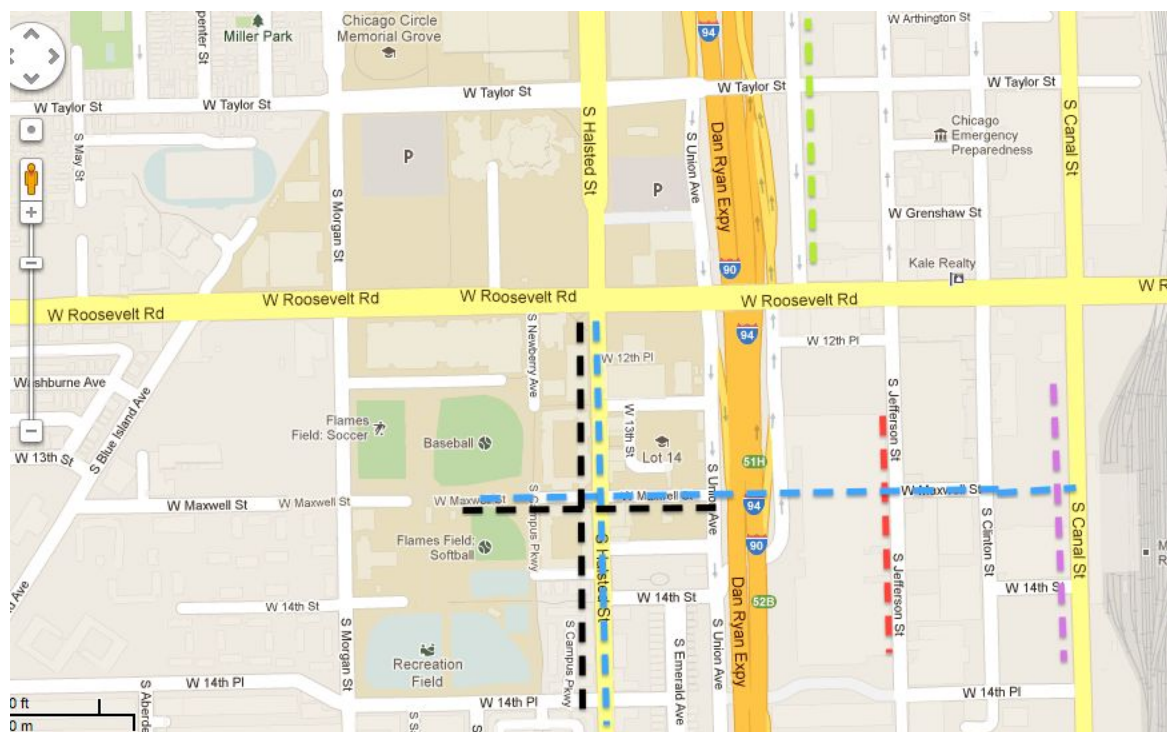 Chicago Circle
Memorial Grove
94
W Arthington St
Miller Park
W Taylor St
W Taylor St
W Taylor St
W Taylor St
W Taylor St
S May St
P
P
S Halsted St
S Union Ave
Dan Ryan Expy
Chicago
Emergency
Preparedness
S Canal St
S Morgan St
W Grenshaw St
90
Kale Realty
W Roosevelt Rd
W Roosevelt Rd
W Roosevelt Rd
W Roosevelt Rd
W R
94
S Newberry Ave
W 12th Pl
W 12th Pl
Washburne Ave
S Blue Island Ave
S Jefferson St
Flames
Field: Soccer
Baseball
W 13th St
Lot 14
W 13th St
51H
S Union Ave
W Maxwell St
W Maxwell St
W Maxwell St
W Maxwell St
W Maxwell St
94
Flames Field:
Softball
S Campus Pkwy
S Halsted St
90
S Clinton St
S Canal St
M
R
W 14th St
W 14th St
W 14th St
52B
S Jefferson St
Dan Ryan Expy
S Morgan St
Recreation
Field
S Campus Pkwy
S Emerald Ave
S Union Ave
W 14th Pl
W 14th Pl
W 14th Pl
S Aberde
0 ft
0 m